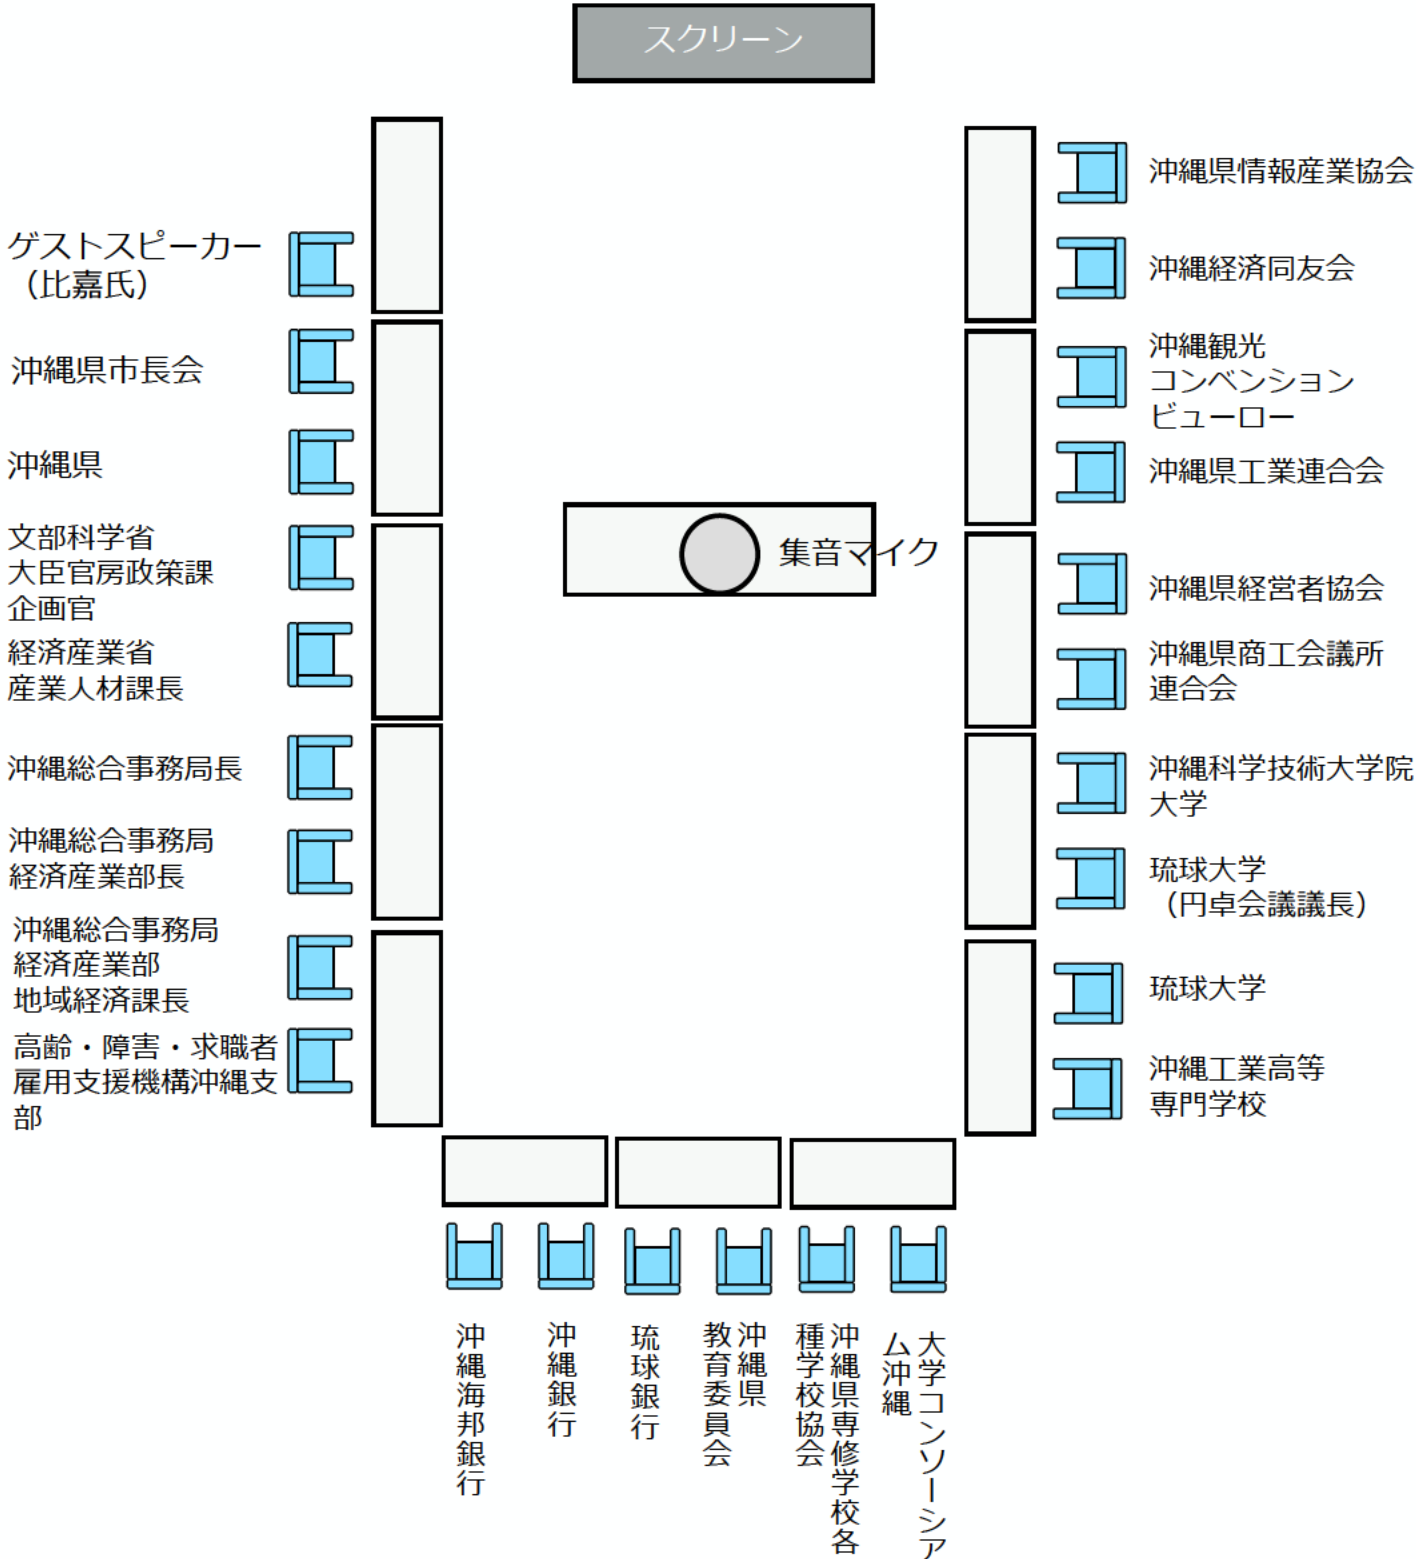 スクリーン
ゲストスピーカー
（比嘉氏）
沖縄県市長会
沖縄県
文部科学省
大臣官房政策課
企画官
経済産業省
産業人材課長
沖縄総合事務局長
沖縄総合事務局
経済産業部長
沖縄総合事務局
経済産業部
地域経済課長
高齢・障害・求職者
雇用支援機構沖縄支
部
集音マイク
沖縄県情報産業協会
沖縄経済同友会
沖縄観光
コンベンション
ビューロー
沖縄県工業連合会
沖縄県経営者協会
沖縄県商工会議所
連合会
沖縄科学技術大学院
大学
琉球大学
（円卓会議議長）
琉球大学
沖縄工業高等
専門学校
沖縄海邦銀行
沖縄銀行
琉球銀行
沖縄県
教育委員会
沖縄県専修学校各
種学校協会
大学コンソーシア
ム沖縄